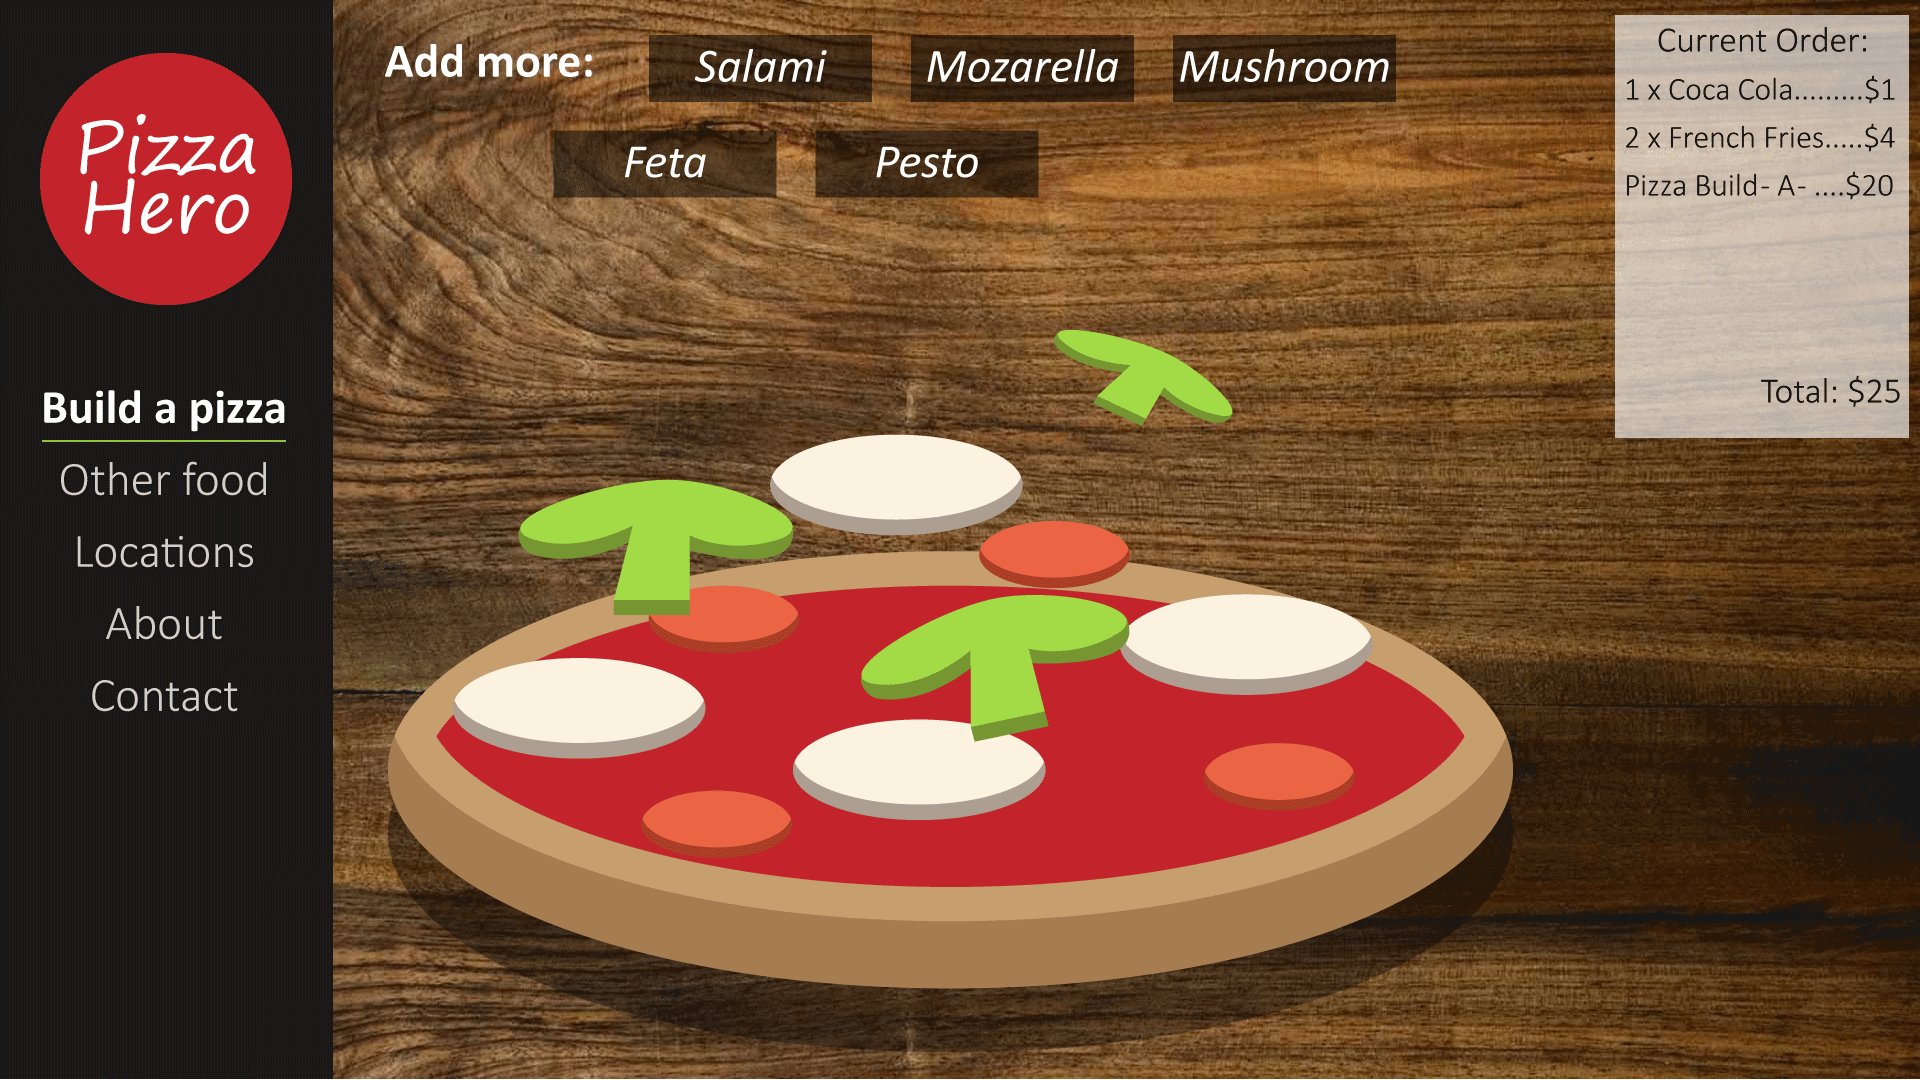 Pizza
Hero
Build a pizza
Other food
Locations
About
Contact
Add more:
Salami
Mozarella
Mushroom
Feta
Pesto
Current Order:
1 x Coca Cola.........$1
2 x French Fries.....$4
Pizza Build- A- ....$20
Total: $25